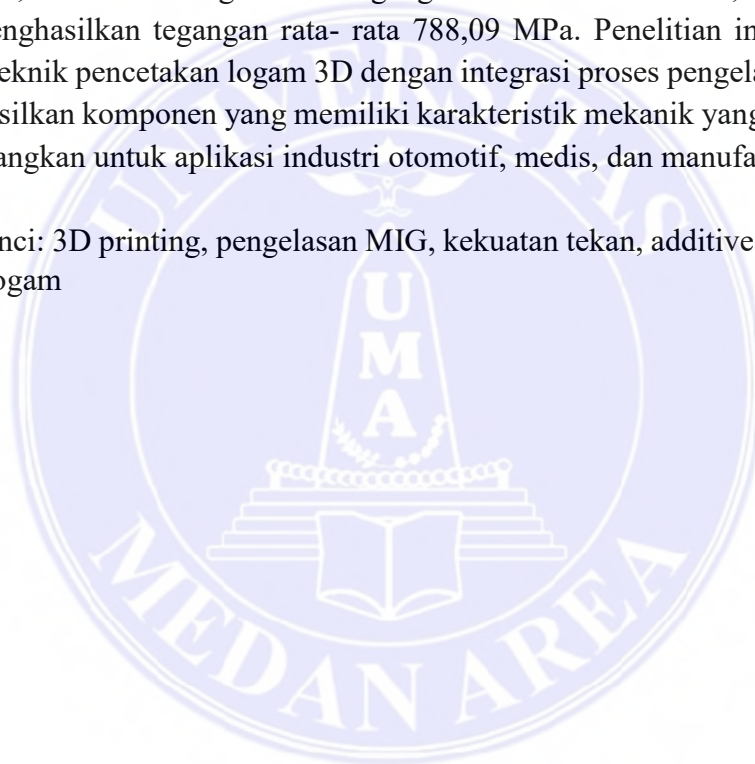 enghasilkan tegangan rata- rata 788,09 MPa. Penelitian in
eknik pencetakan logam 3D dengan integrasi proses pengela
silkan komponen yang memiliki karakteristik mekanik yang
angkan untuk aplikasi industri otomotif, medis, dan manufa
nci: 3D printing, pengelasan MIG, kekuatan tekan, additive
ogam
UNIVERSITAS
U
M
A
MEDAN AREA